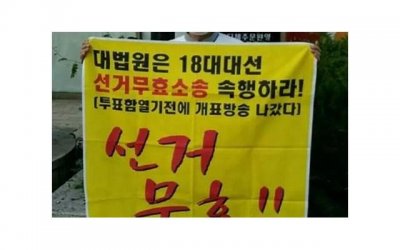 대법원은 18대대선
선거무효소송 속행하라!
(투표함열기전에 개표방송 나갔다)
선거
무효!!